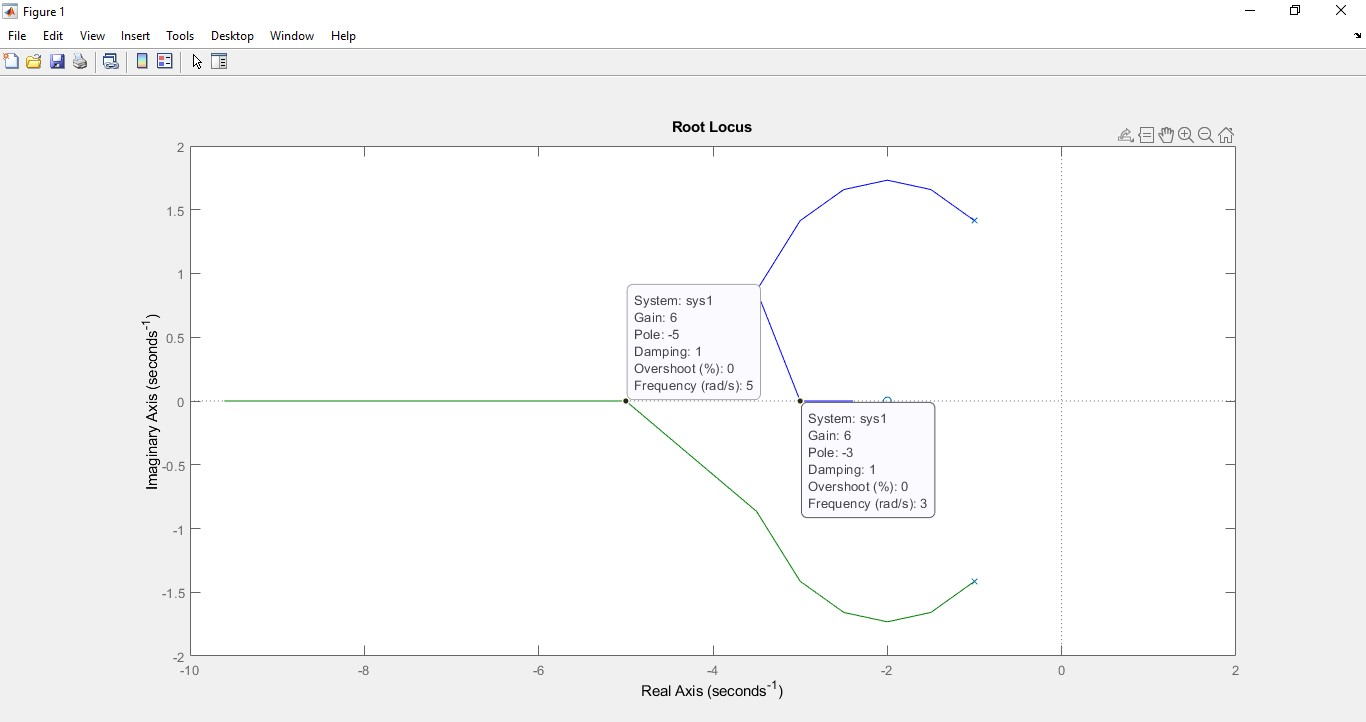 Figure 1
File Edit View Insert Tools Desktop Window Help
Root Locus
2
1.5
1
0.5
0
-0.5
-1
-1.5
-2
Imaginary Axis (seconds⁻¹)
System: sys1
Gain: 6
Pole: -5
Damping: 1
Overshoot (%): 0
Frequency (rad/s): 5
System: sys1
Gain: 6
Pole: -3
Damping: 1
Overshoot (%): 0
Frequency (rad/s): 3
-10 -8 -6 -4 -2 0 2
Real Axis (seconds⁻¹)